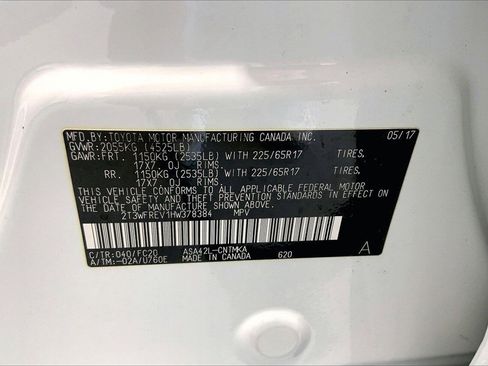 MFD.BY: TOYOTA MOTOR MANUFACTURING CANADA INC. 05/17
GVWR: 2055KG (4525LB)
GAWR: FRT. 1150KG (2535LB) WITH 225/65R17 TIRES,
17X7 OJ RIMS.
RR. 1150KG (2535LB) WITH 225/65R17 TIRES,
17X7 OJ RIMS.
THIS VEHICLE CONFORMS TO ALL APPLICABLE FEDERAL MOTOR
VEHICLE SAFETY AND THEFT PREVENTION STANDARDS IN
EFFECT ON THE DATE OF MANUFACTURE SHOWN ABOVE.
2T3WFREV1HW378384 MPV
C/TR: 040/FC20 ASA42L-CNTMKA A
A/TM:-02A/U760E MADE IN CANADA 620